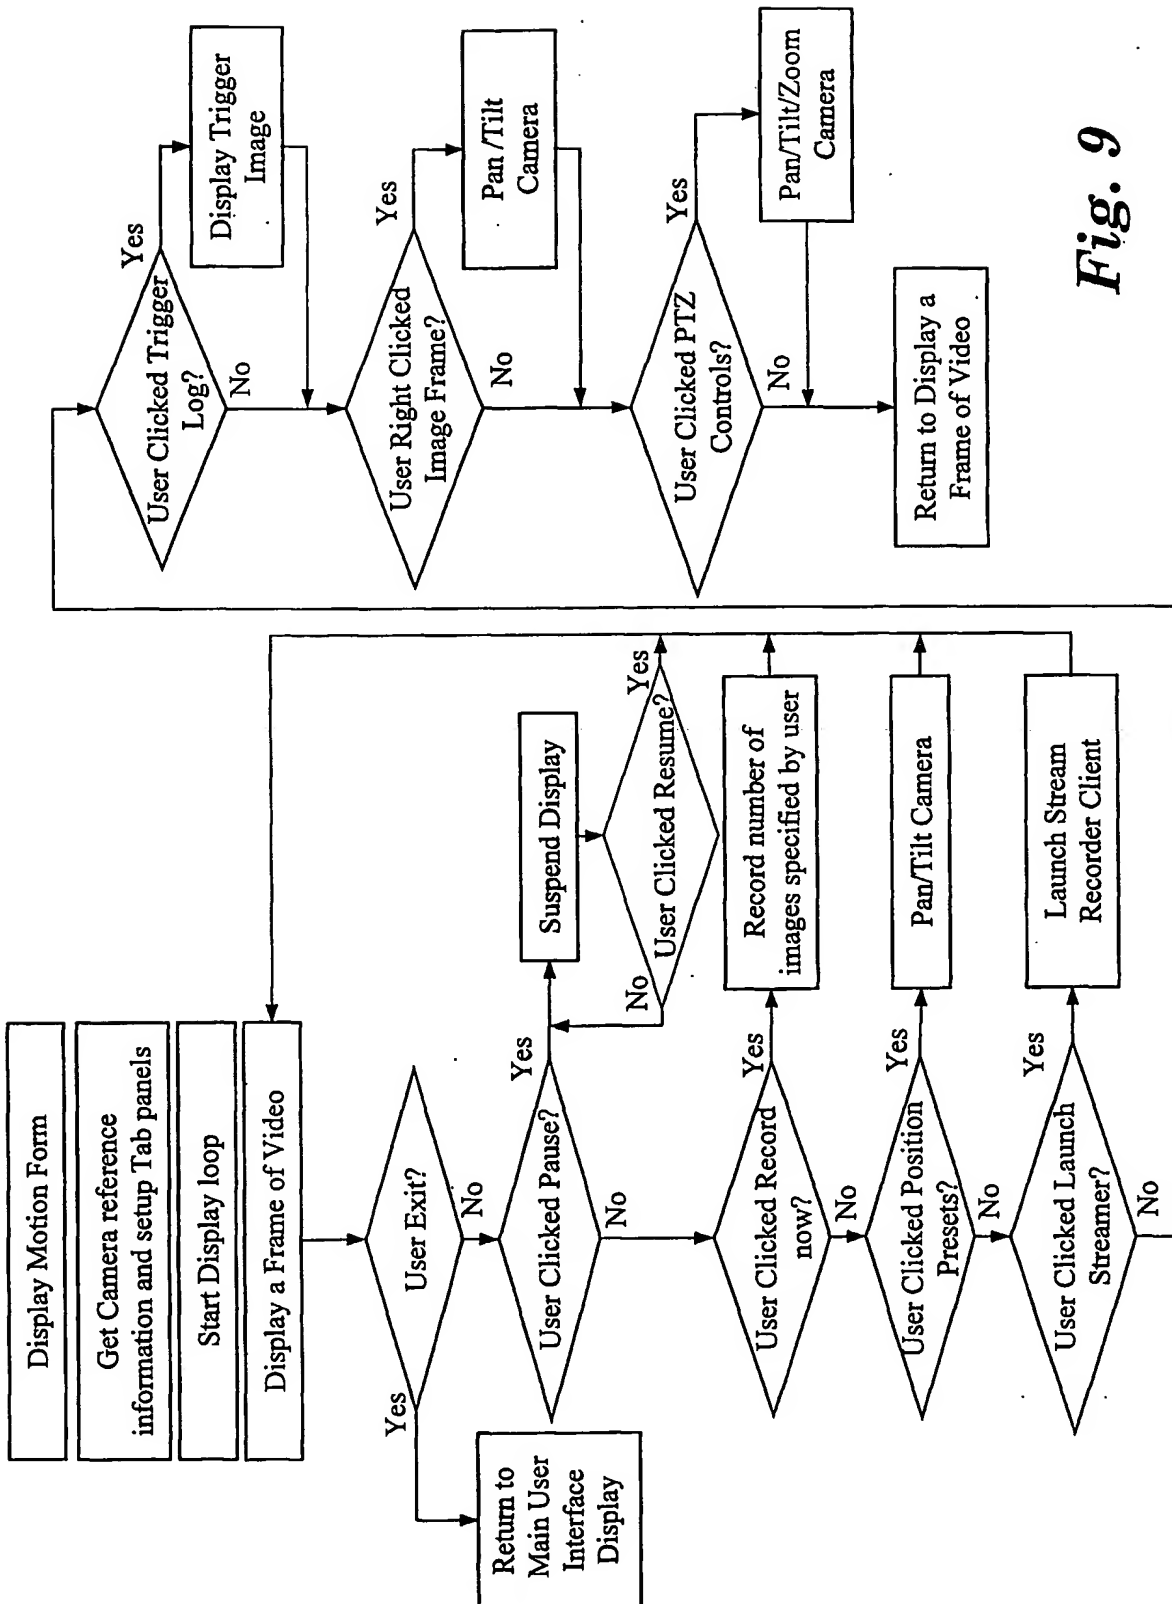 Display Motion Form
Get Camera reference
information and setup Tab panels
Start Display loop
Display a Frame of Video
User Exit?
Yes
No
Return to
Main User
Interface
Display
User Clicked Pause?
Yes
No
Suspend Display
User Clicked Resume?
Yes
No
User Clicked Record
now?
Yes
No
Record number of
images specified by user
User Clicked Position
Presets?
Yes
No
Pan/Tilt Camera
User Clicked Launch
Streamer?
Yes
No
Launch Stream
Recorder Client
User Clicked Trigger
Log?
Yes
No
Display Trigger
Image
User Right Clicked
Image Frame?
Yes
No
Pan /Tilt
Camera
User Clicked PTZ
Controls?
Yes
No
Pan/Tilt/Zoom
Camera
Return to Display a
Frame of Video
Fig. 9